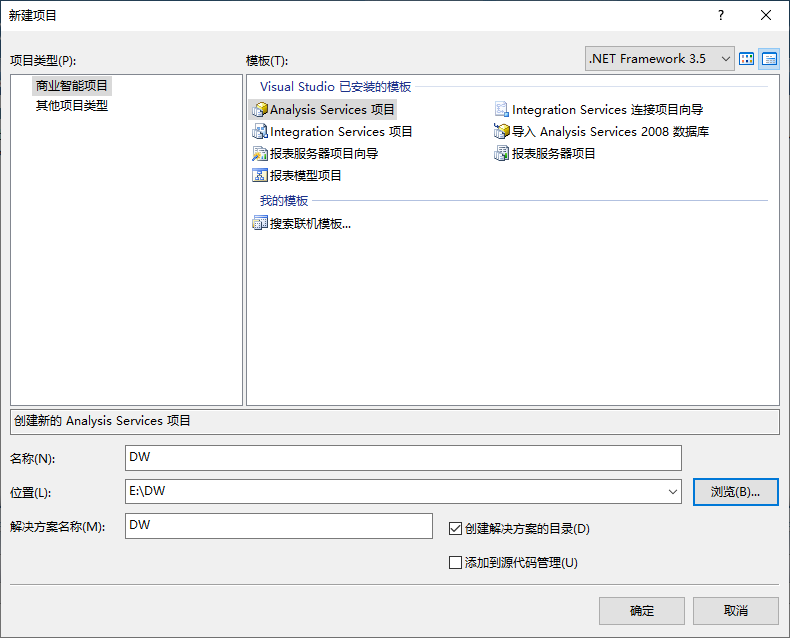 新建项目
项目类型(P):
模板(T):
.NET Framework 3.5
商业智能项目
其他项目类型
Visual Studio 已安装的模板
Analysis Services 项目
Integration Services 连接项目向导
Integration Services 项目
导入 Analysis Services 2008 数据库
报表服务器项目向导
报表服务器项目
报表模型项目
我的模板
搜索联机模板...
创建新的 Analysis Services 项目
名称(N):
DW
位置(L):
E:\DW
浏览(B)...
解决方案名称(M):
DW
创建解决方案的目录(D)
添加到源代码管理(U)
确定
取消